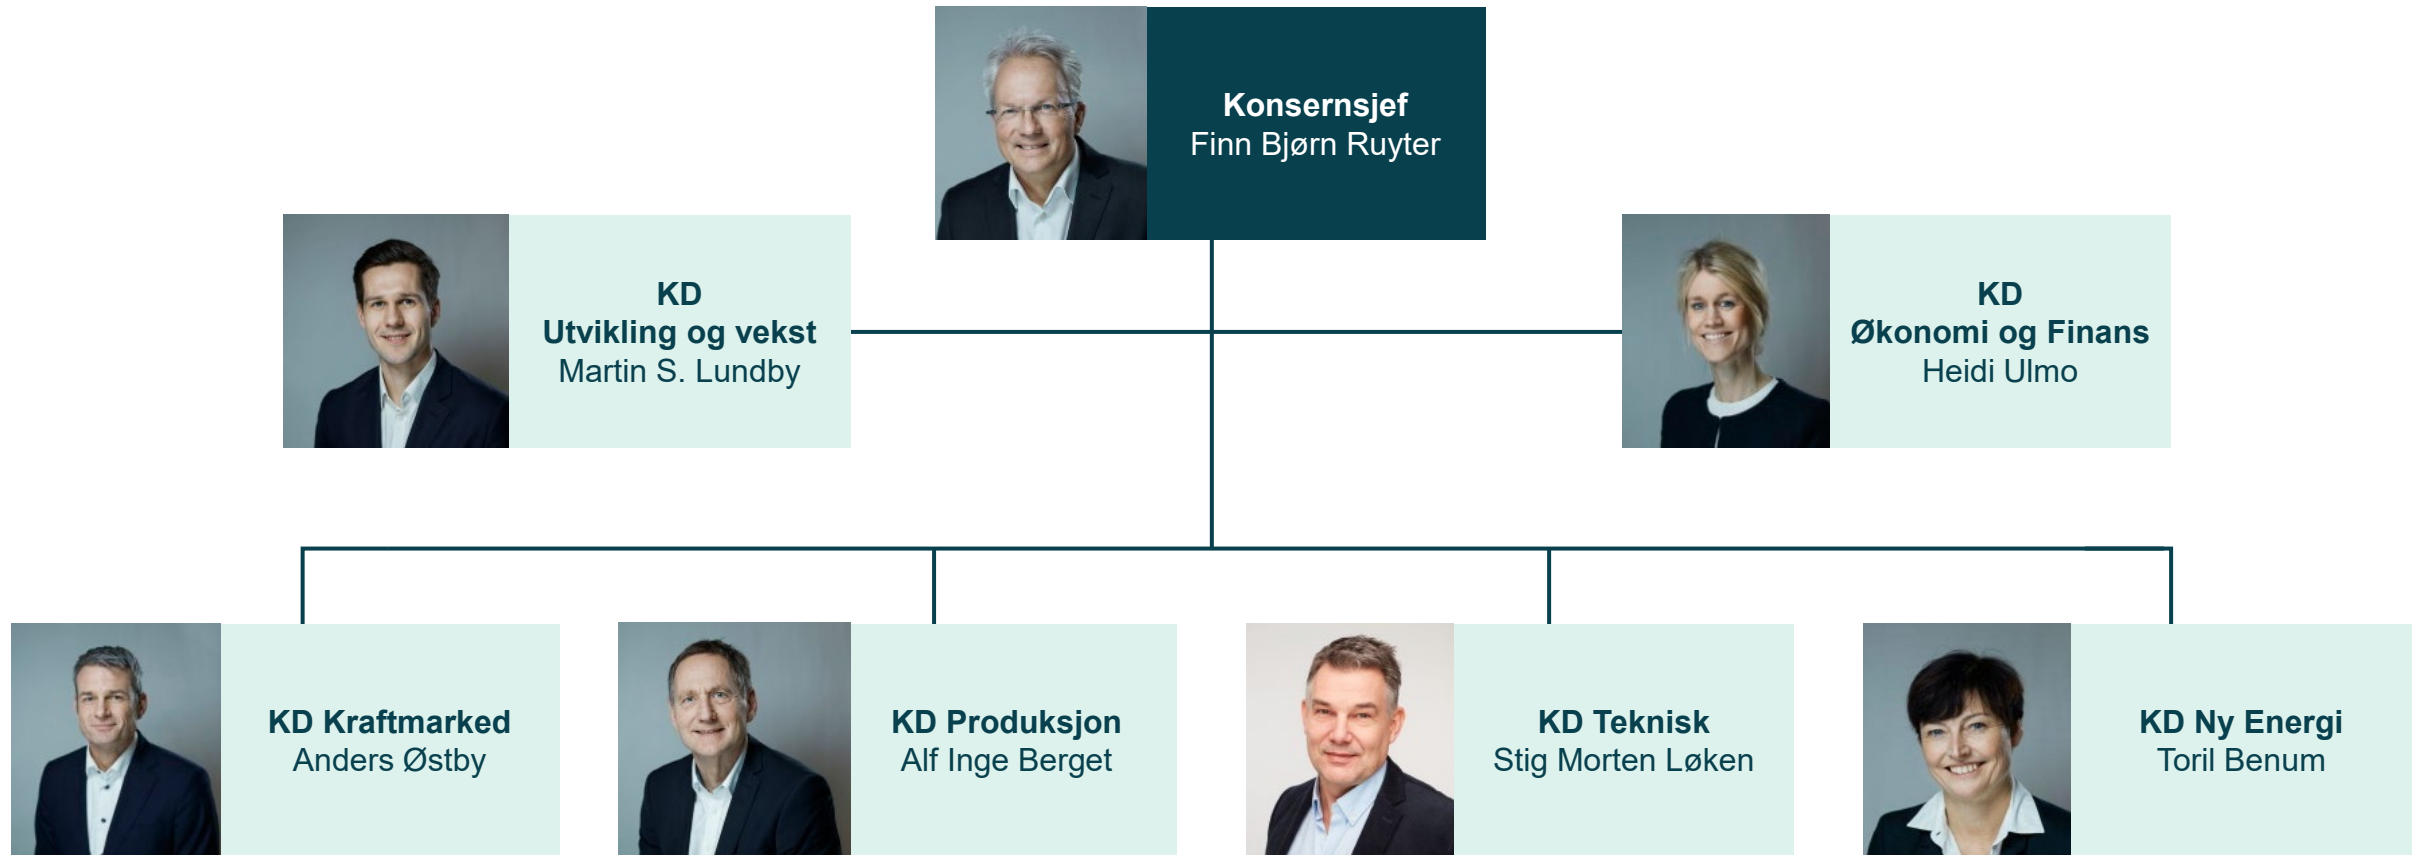 Konsernsjef
Finn Bjørn Ruyter
KD
Utvikling og vekst
Martin S. Lundby
KD
Økonomi og Finans
Heidi Ulmo
KD Kraftmarked
Anders Østby
KD Produksjon
Alf Inge Berget
KD Teknisk
Stig Morten Løken
KD Ny Energi
Toril Benum